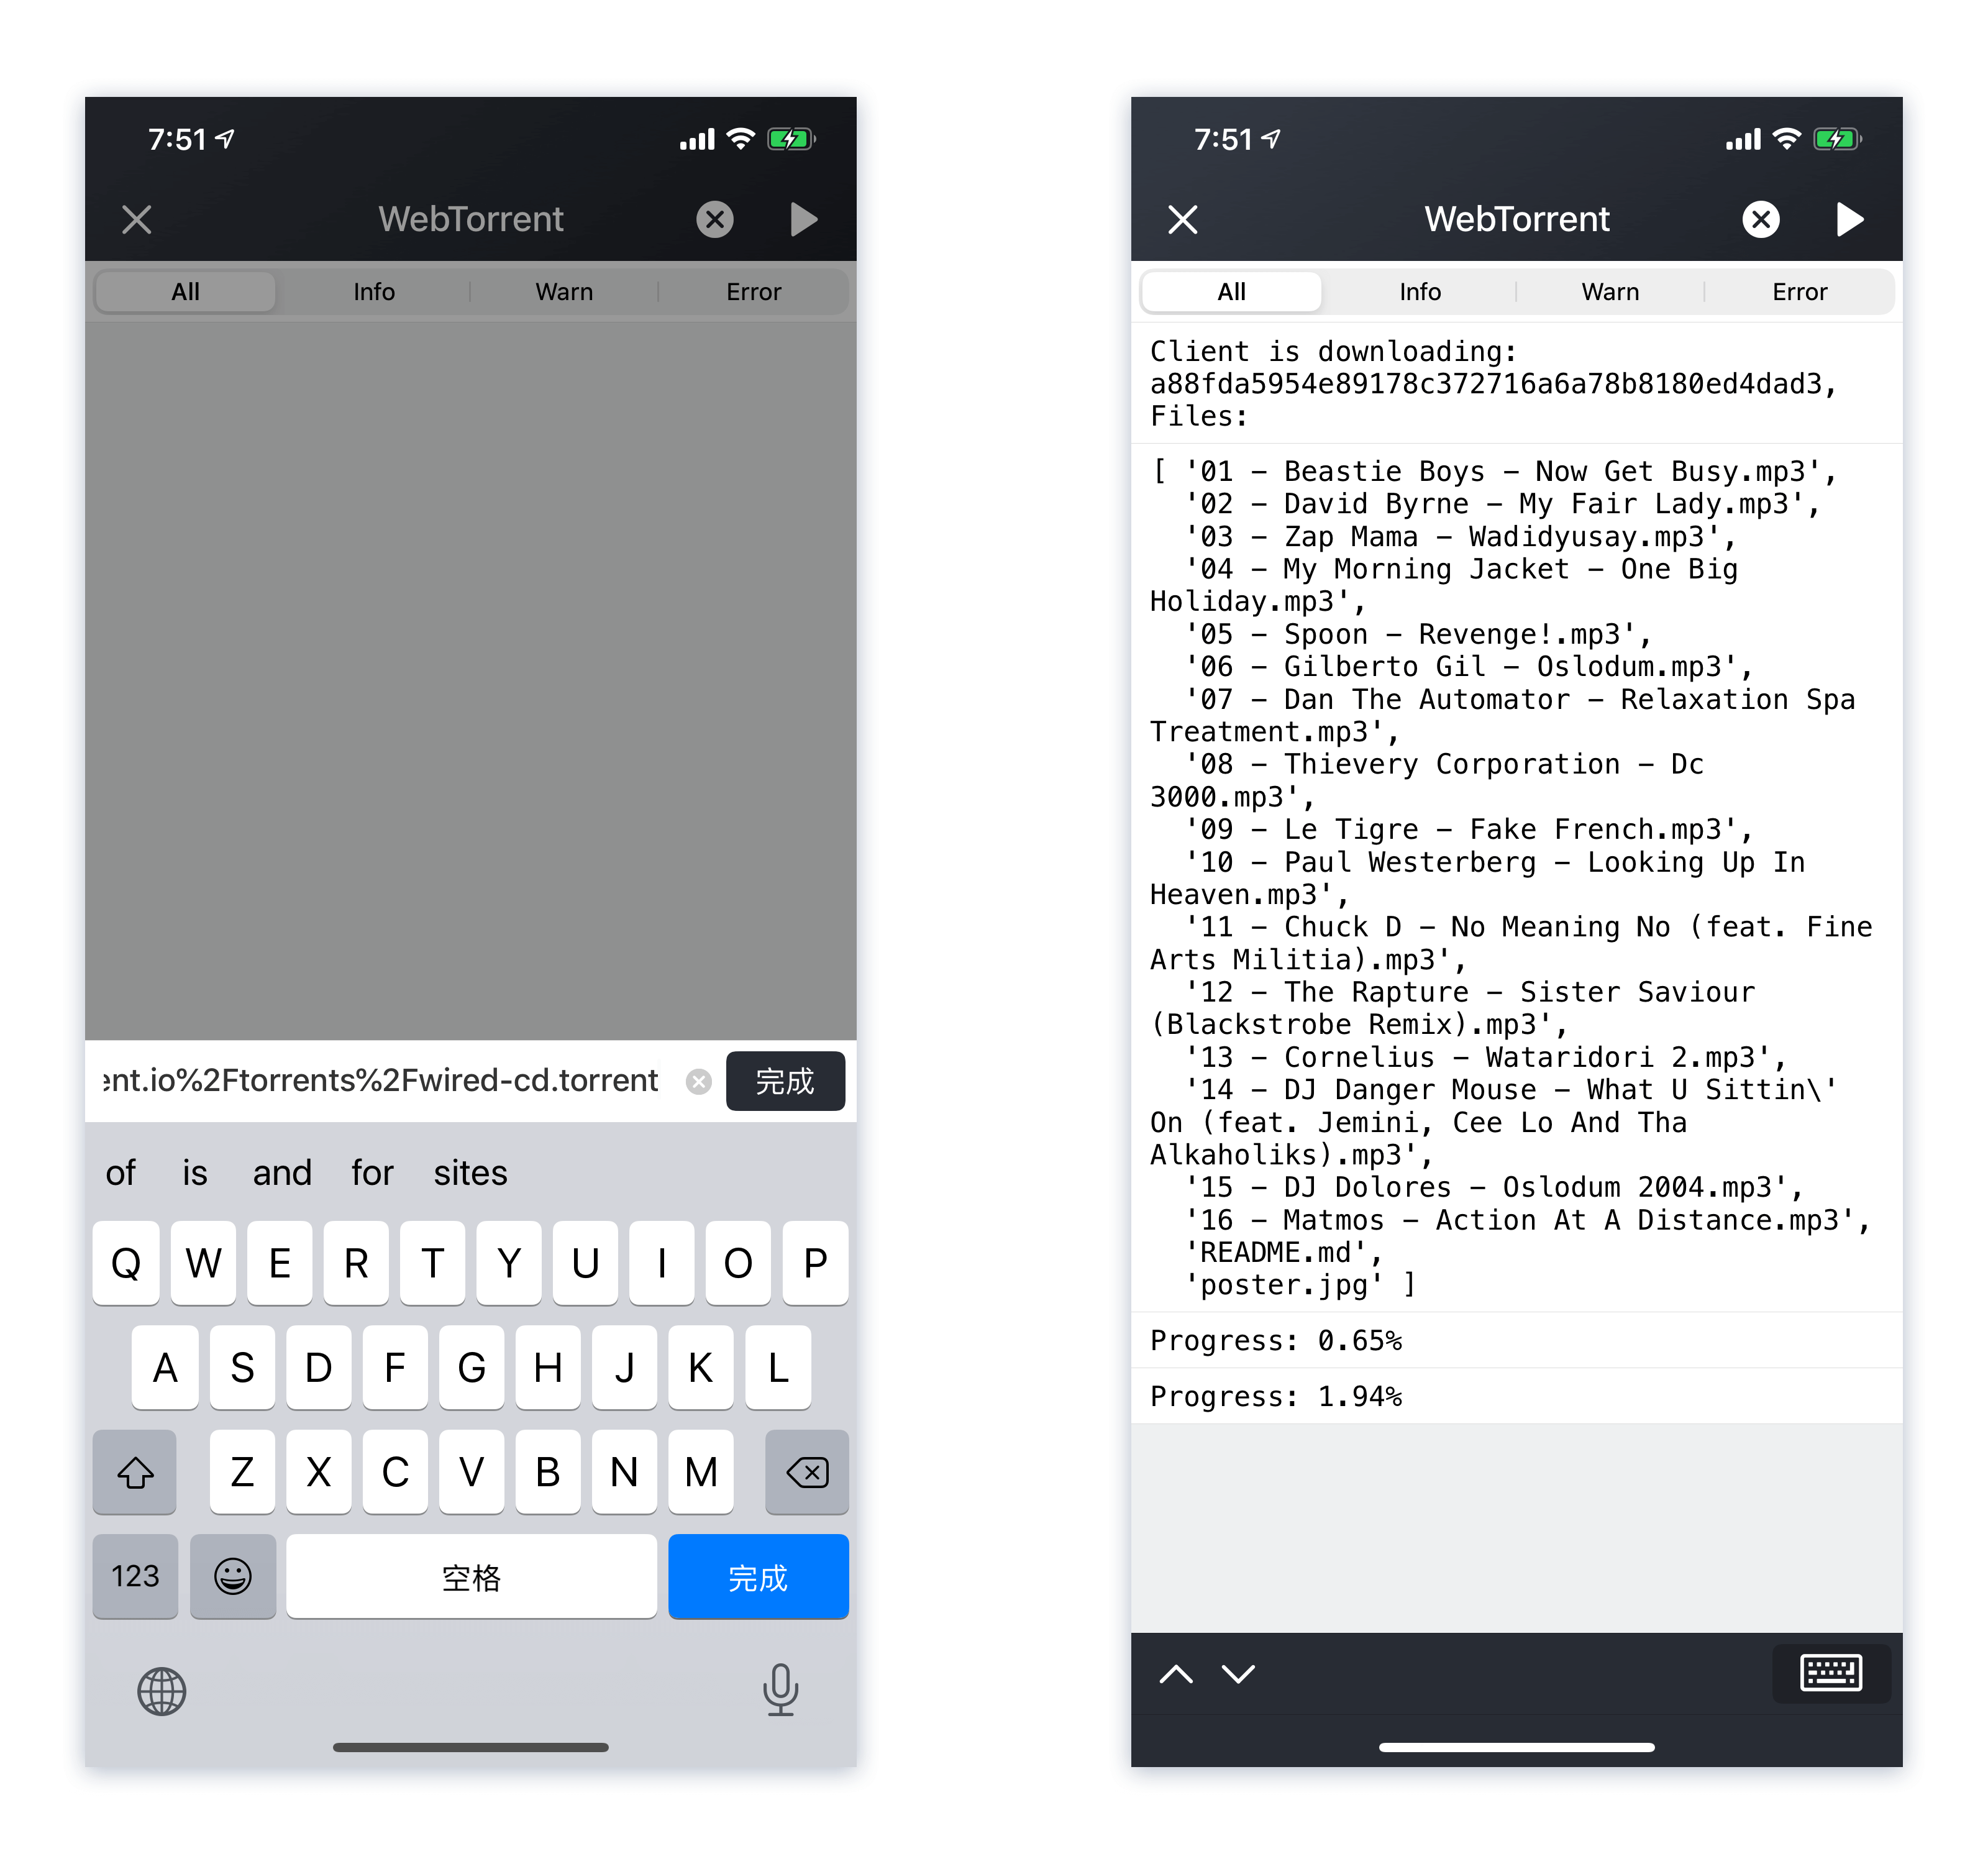 7:51
WebTorrent
All Info Warn Error
ent.io%2Ftorrents%2Fwired-cd.torrent 完成
of is and for sites
Q W E R T Y U I O P
A S D F G H J K L
Z X C V B N M
123 空格 完成
7:51
WebTorrent
All Info Warn Error
Client is downloading:
a88fda5954e89178c372716a6a78b8180ed4dad3,
Files:
[ '01 - Beastie Boys - Now Get Busy.mp3',
'02 - David Byrne - My Fair Lady.mp3',
'03 - Zap Mama - Wadidyusay.mp3',
'04 - My Morning Jacket - One Big
Holiday.mp3',
'05 - Spoon - Revenge!.mp3',
'06 - Gilberto Gil - Oslodum.mp3',
'07 - Dan The Automator - Relaxation Spa
Treatment.mp3',
'08 - Thievery Corporation - Dc
3000.mp3',
'09 - Le Tigre - Fake French.mp3',
'10 - Paul Westerberg - Looking Up In
Heaven.mp3',
'11 - Chuck D - No Meaning No (feat. Fine
Arts Militia).mp3',
'12 - The Rapture - Sister Saviour
(Blackstrobe Remix).mp3',
'13 - Cornelius - Wataridori 2.mp3',
'14 - DJ Danger Mouse - What U Sittin\'
On (feat. Jemini, Cee Lo And Tha
Alkaholiks).mp3',
'15 - DJ Dolores - Oslodum 2004.mp3',
'16 - Matmos - Action At A Distance.mp3',
'README.md',
'poster.jpg' ]
Progress: 0.65%
Progress: 1.94%